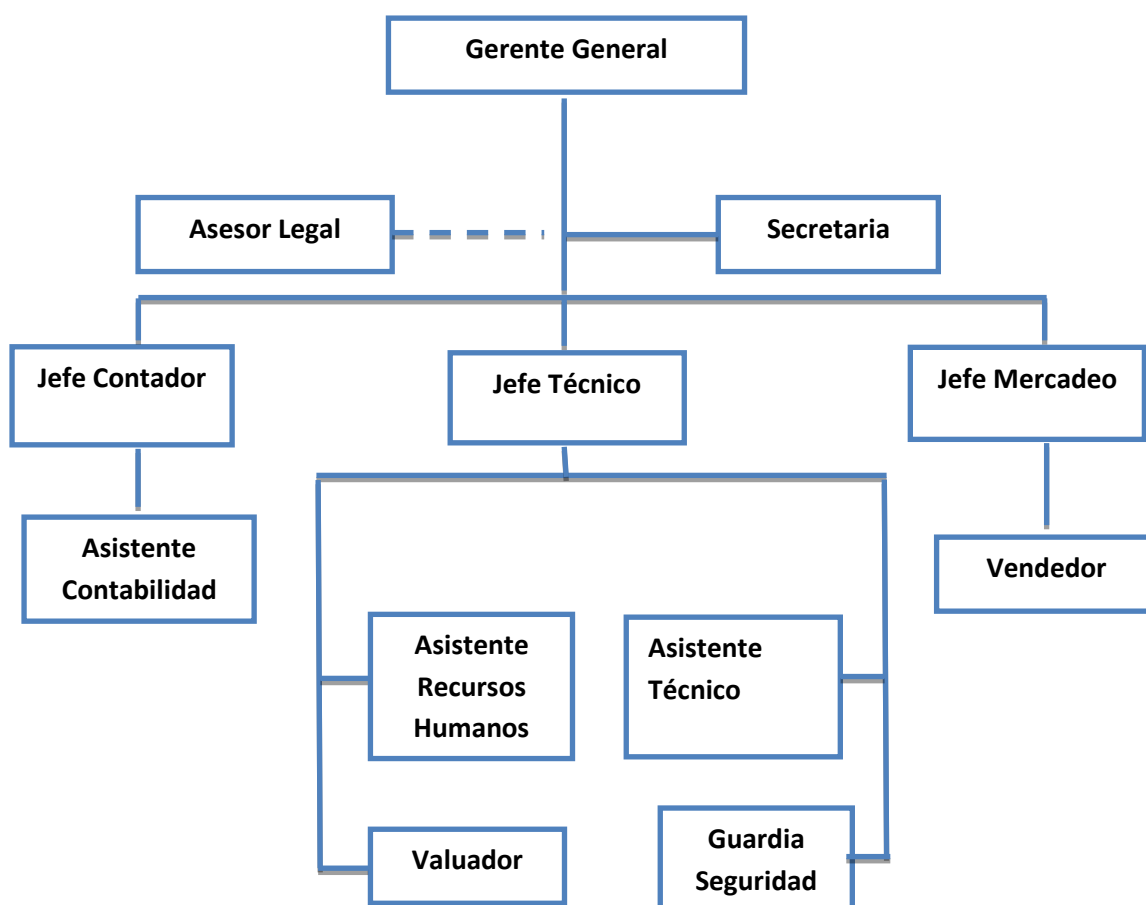 Gerente General
Asesor Legal
Secretaria
Jefe Contador
Jefe Técnico
Jefe Mercadeo
Asistente
Contabilidad
Vendedor
Asistente
Recursos
Humanos
Asistente
Técnico
Valuador
Guardia
Seguridad